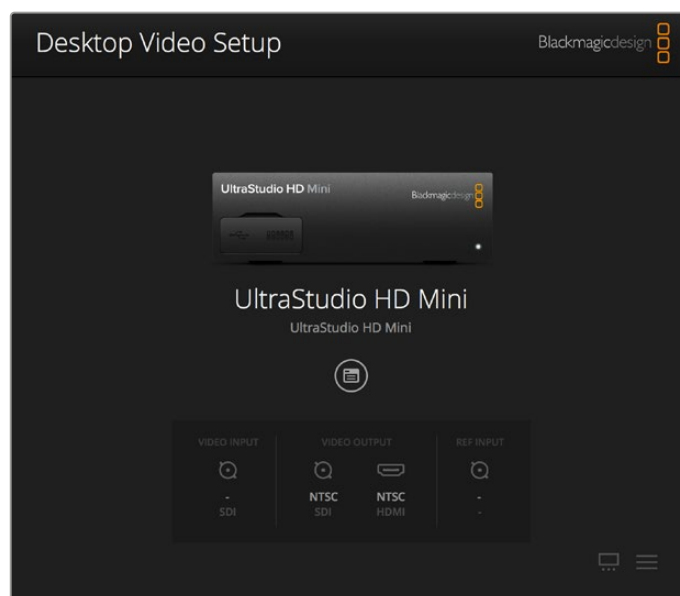 Desktop Video Setup
Blackmagicdesign
UltraStudio HD Mini
Blackmagicdesign
UltraStudio HD Mini
UltraStudio HD Mini
VIDEO INPUT VIDEO OUTPUT REF INPUT
- NTSC NTSC -
SDI SDI HDMI -